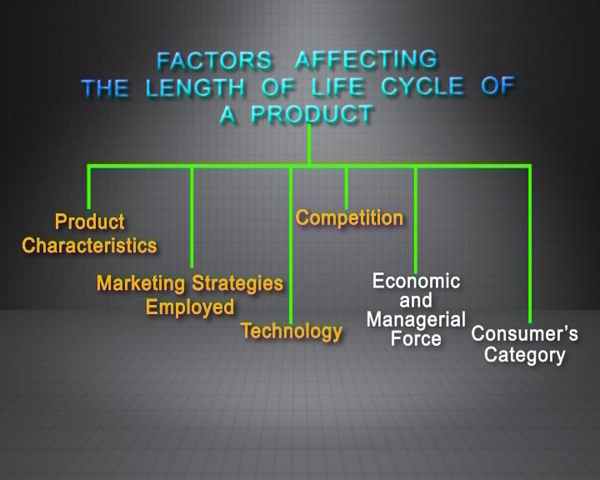 FACTORS AFFECTING
THE LENGTH OF LIFE CYCLE OF
A PRODUCT
Product
Characteristics
Marketing Strategies
Employed
Technology
Competition
Economic
and
Managerial
Force
Consumer's
Category